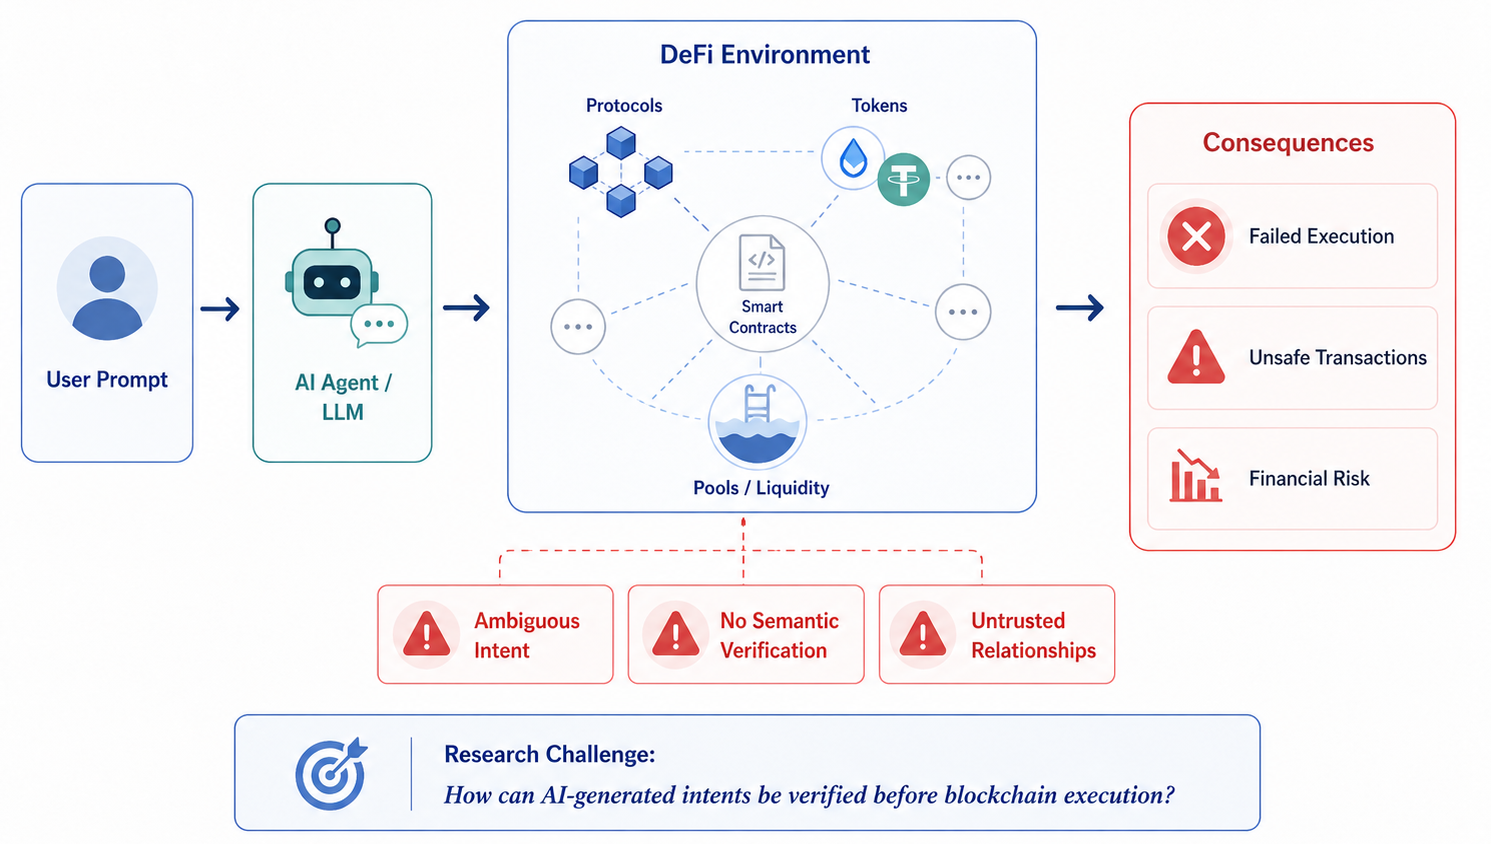 DeFi Environment
Protocols
Tokens
Smart
Contracts
Pools / Liquidity
User Prompt
AI Agent /
LLM
Consequences
Failed Execution
Unsafe Transactions
Financial Risk
Ambiguous
Intent
No Semantic
Verification
Untrusted
Relationships
Research Challenge:
How can AI-generated intents be verified before blockchain execution?